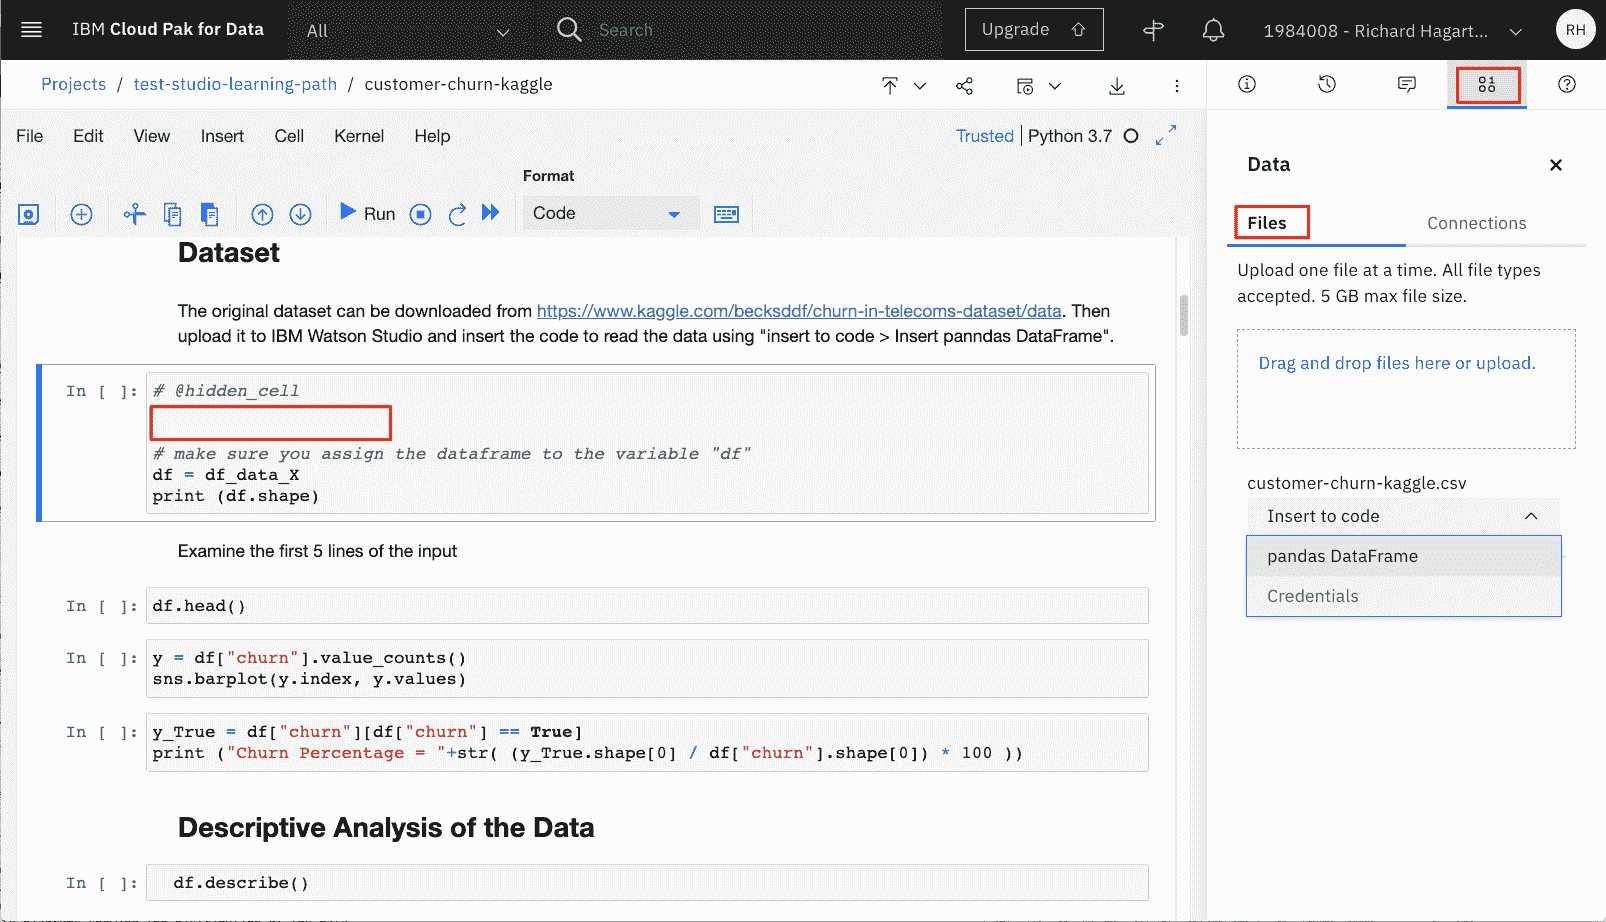 IBM Cloud Pak for Data
All
Search
Upgrade
1984008 - Richard Hagart...
RH
Projects / test-studio-learning-path / customer-churn-kaggle
File Edit View Insert Cell Kernel Help
Trusted | Python 3.7
Format
Run
Code
Dataset
The original dataset can be downloaded from https://www.kaggle.com/becksddf/churn-in-telecoms-dataset/data. Then
upload it to IBM Watson Studio and insert the code to read the data using "insert to code > Insert panndas DataFrame".
In [ ]: # @hidden_cell
# make sure you assign the dataframe to the variable "df"
df = df_data_X
print (df.shape)
Examine the first 5 lines of the input
In [ ]: df.head()
In [ ]: y = df["churn"].value_counts()
sns.barplot(y.index, y.values)
In [ ]: y_True = df["churn"][df["churn"] == True]
print ("Churn Percentage = "+str( (y_True.shape[0] / df["churn"].shape[0]) * 100 ))
Descriptive Analysis of the Data
In [ ]: df.describe()
Data
Files
Connections
Upload one file at a time. All file types
accepted. 5 GB max file size.
Drag and drop files here or upload.
customer-churn-kaggle.csv
Insert to code
pandas DataFrame
Credentials